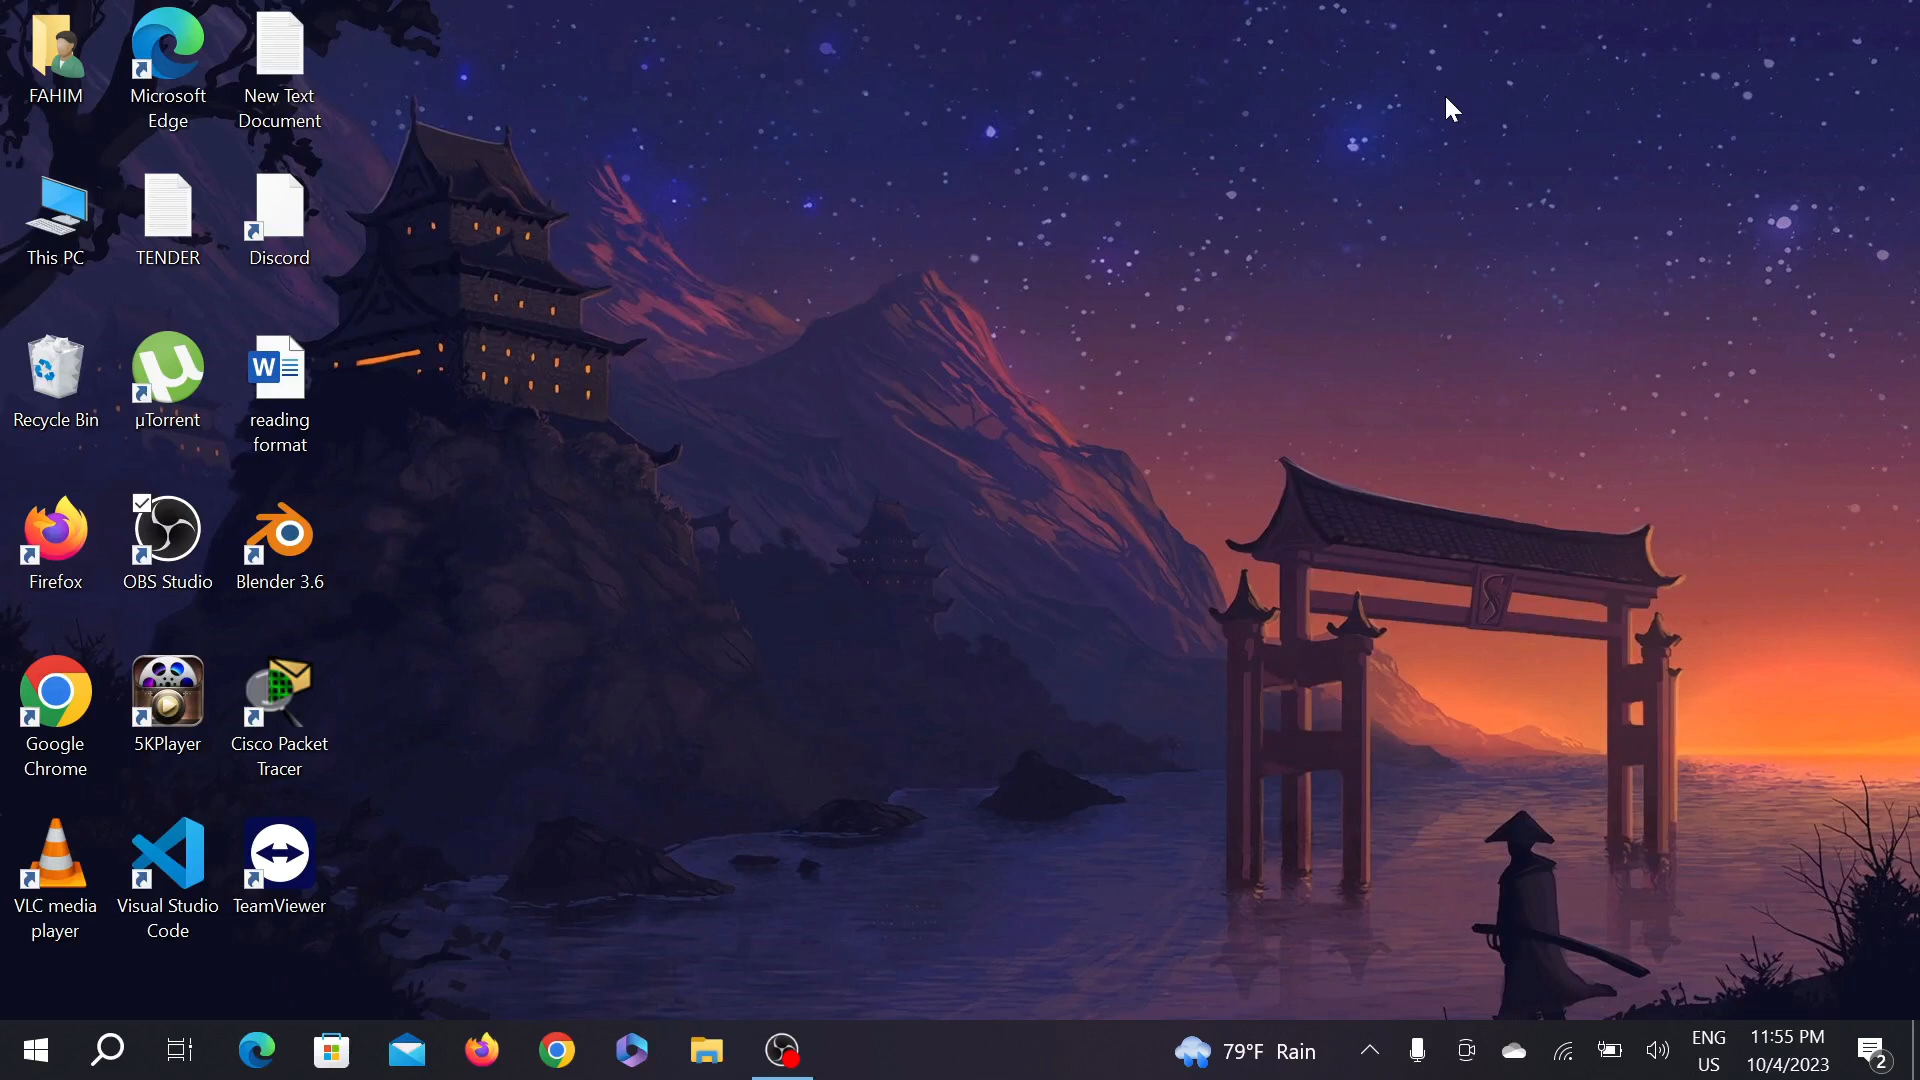 FAHIM
Microsoft
Edge
New Text
Document
This PC
TENDER
Discord
Recycle Bin
µTorrent
W
reading
format
Firefox
OBS Studio
Blender 3.6
Google
Chrome
5KPlayer
Cisco Packet
Tracer
VLC media
player
Visual Studio
Code
TeamViewer
79°F Rain
ENG
US
11:55 PM
10/4/2023
2